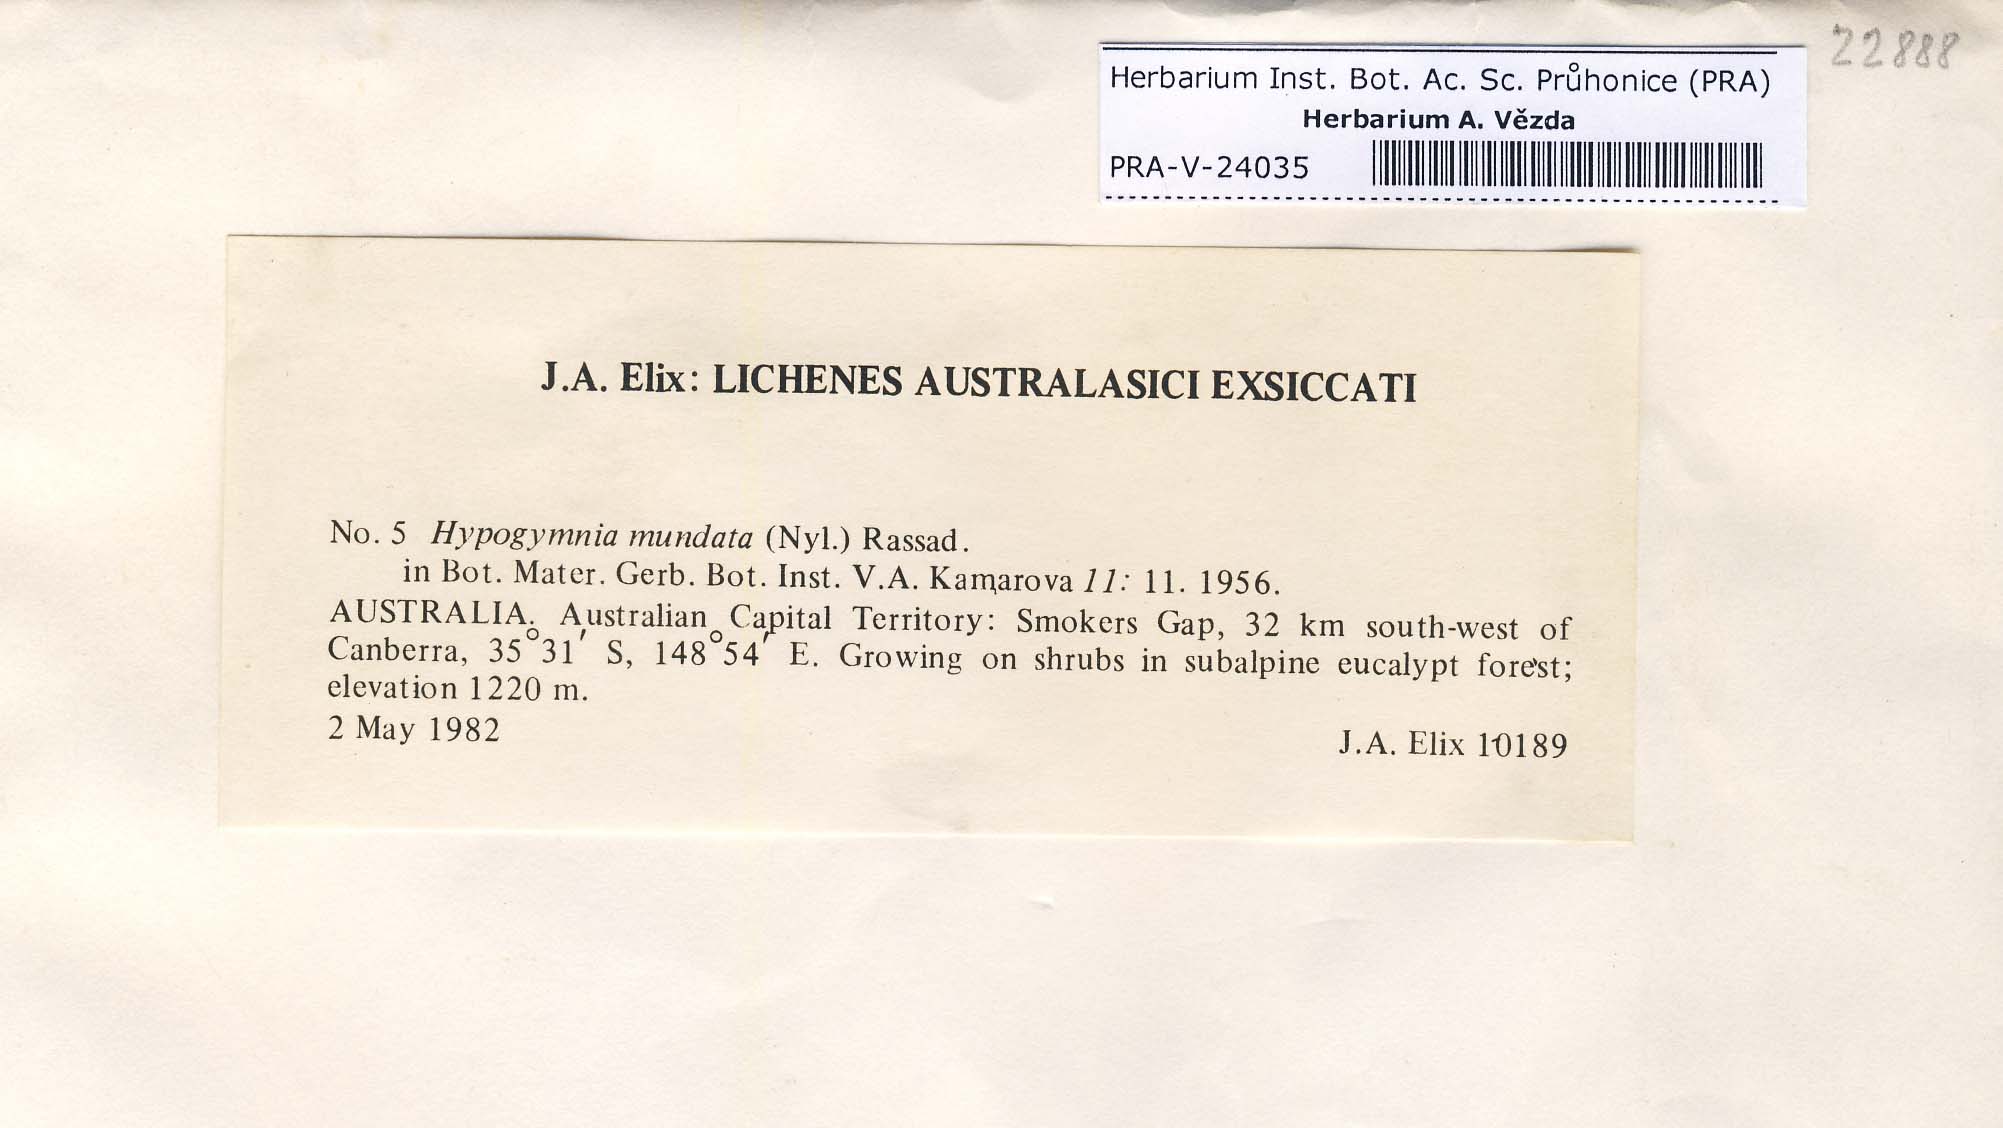 22888
Herbarium Inst. Bot. Ac. Sc. Průhonice (PRA)
Herbarium A. Vězda
PRA-V-24035
J.A. Elix: LICHENES AUSTRALASICI EXSICCATI
No. 5 Hypogymnia mundata (Nyl.) Rassad.
in Bot. Mater. Gerb. Bot. Inst. V.A. Kamarova 11: 11. 1956.
AUSTRALIA. Australian Capital Territory: Smokers Gap, 32 km south-west of
Canberra, 35°31′ S, 148°54′ E. Growing on shrubs in subalpine eucalypt forest;
elevation 1220 m.
2 May 1982
J.A. Elix 10189